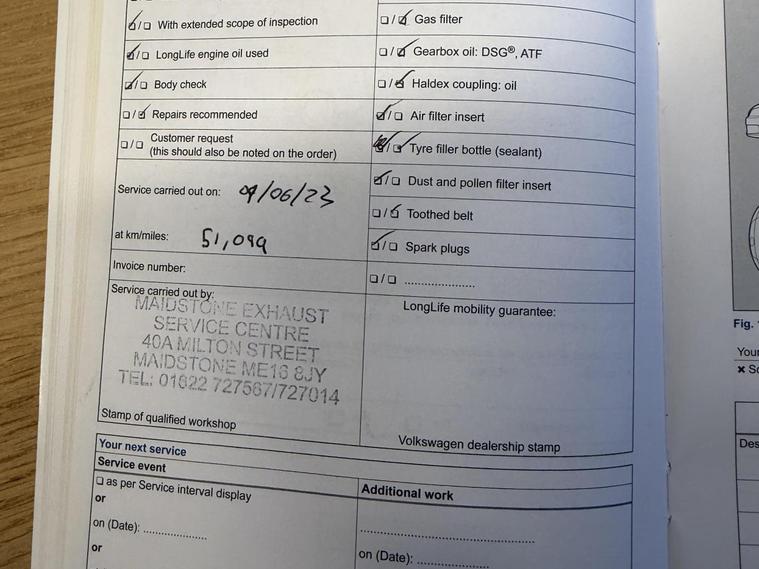 ☑/☐ With extended scope of inspection
☑/☐ LongLife engine oil used
☑/☐ Body check
☐/☑ Repairs recommended
☐/☐ Customer request
(this should also be noted on the order)
Service carried out on: 09/06/23
at km/miles: 51,099
Invoice number:
Service carried out by:
MAIDSTONE EXHAUST
SERVICE CENTRE
40A MILTON STREET
MAIDSTONE ME16 8JY
TEL: 01622 727567/727014
Stamp of qualified workshop
☐/☑ Gas filter
☐/☑ Gearbox oil: DSG®, ATF
☐/☑ Haldex coupling: oil
☑/☐ Air filter insert
☑/☑ Tyre filler bottle (sealant)
☑/☐ Dust and pollen filter insert
☐/☑ Toothed belt
☑/☐ Spark plugs
☐/☐ ......................
LongLife mobility guarantee:
Volkswagen dealership stamp
Your next service
Service event
☐ as per Service interval display
or
on (Date): ....................
or
Additional work
..........................................................
on (Date): ....................
Fig.
Your